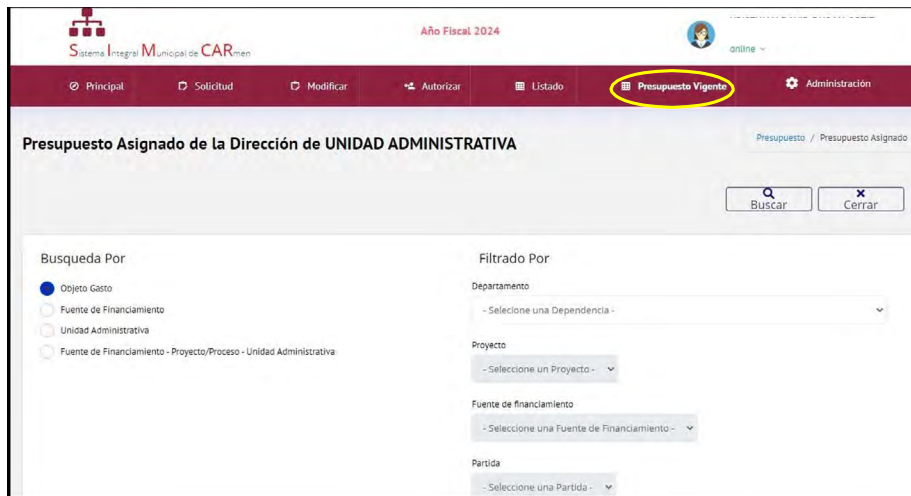 Año Fiscal 2024
Sistema Integral Municipal de CARmen
online
Principal
Solicitud
Modificar
Autorizar
Listado
Presupuesto Vigente
Administración
Presupuesto Asignado de la Dirección de UNIDAD ADMINISTRATIVA
Presupuesto / Presupuesto Asignado
Buscar
Cerrar
Busqueda Por
Objeto Gasto
Fuente de Financiamiento
Unidad Administrativa
Fuente de Financiamiento - Proyecto/Proceso - Unidad Administrativa
Filtrado Por
Departamento
- Selecione una Dependencia -
Proyecto
- Seleccione un Proyecto -
Fuente de financiamiento
- Seleccione una Fuente de Financiamiento -
Partida
- Seleccione una Partida -